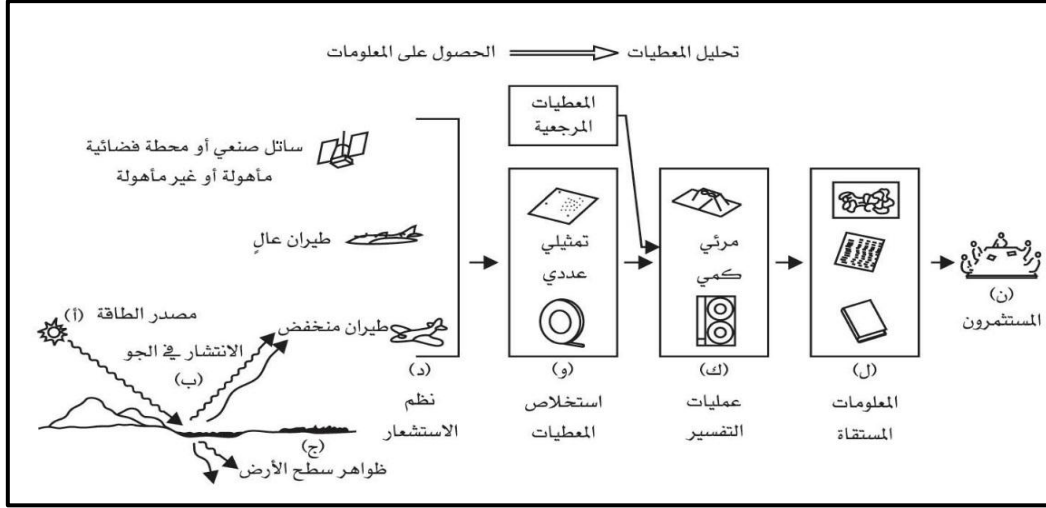 الحصول على المعلومات
تحليل المعطيات
المعطيات
المرجعية
ساتل صنعي أو محطة فضائية
مأهولة أو غير مأهولة
طيران عالٍ
طيران منخفض
مصدر الطاقة (أ)
الانتشار في الجو
(ب)
(ج)
ظواهر سطح الأرض
(د)
نظم
الاستشعار
تمثيلي
عددي
(و)
استخلاص
المعطيات
مرئي
كمي
(ك)
عمليات
التفسير
(ل)
المعلومات
المستقاة
(ن)
المستثمرون